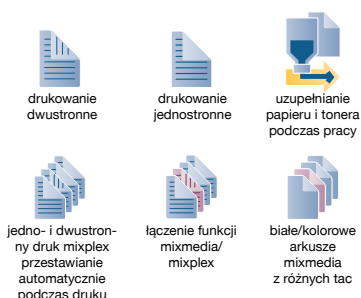 drukowanie
dwustronne
drukowanie
jednostronne
uzupełnianie
papieru i tonera
podczas pracy
jedno- i dwustron-
ny druk mixplex
przestawianie
automatycznie
podczas druku
łączenie funkcji
mixmedia/
mixplex
białe/kolorowe
arkusze
mixmedia
z różnych tac